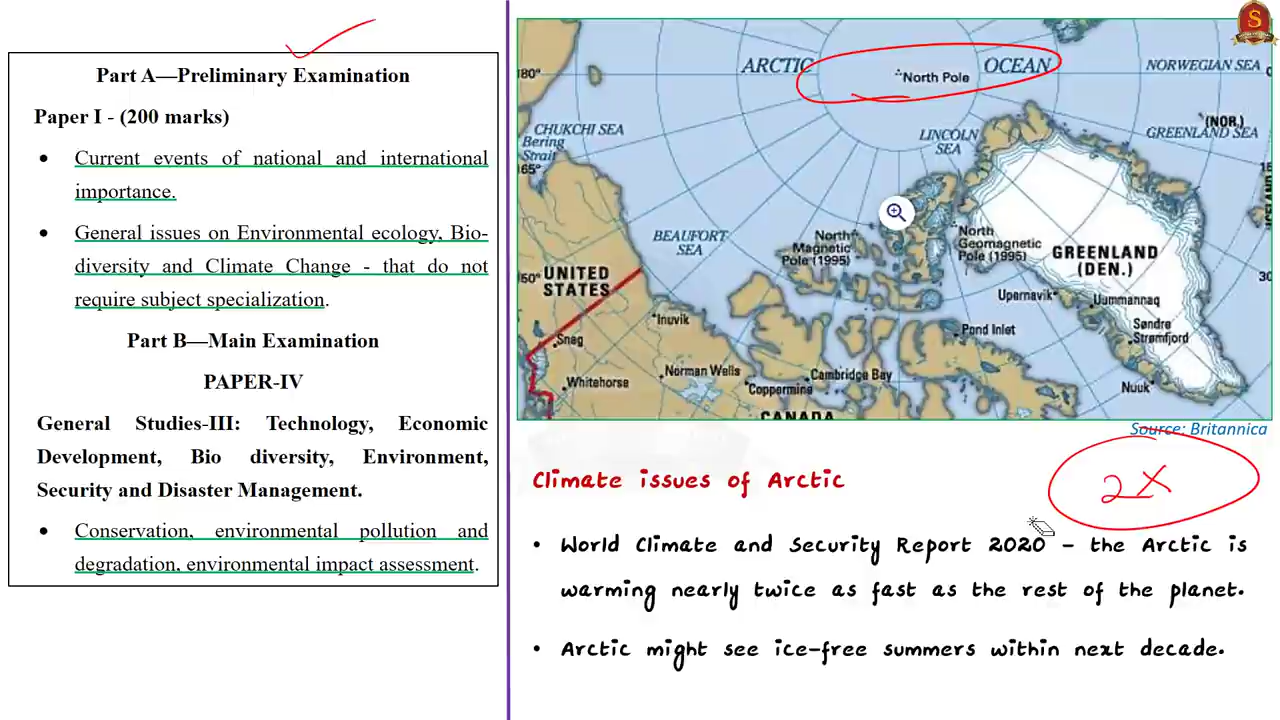 Part A—Preliminary Examination
Paper I - (200 marks)
• Current events of national and international
importance.
• General issues on Environmental ecology, Bio-
diversity and Climate Change - that do not
require subject specialization.
Part B—Main Examination
PAPER-IV
General Studies-III: Technology, Economic
Development, Bio diversity, Environment,
Security and Disaster Management.
• Conservation, environmental pollution and
degradation, environmental impact assessment.
S
ARCTIC OCEAN
180°
North Pole
NORWEGIAN SEA
0
(NOR.)
GREENLAND SEA
CHUKCHI SEA
Bering
Strait
LINCOLN
SEA
165°
15
ICELAND
BEAUFORT
SEA
North
Magnetic
Pole (1995)
North
Geomagnetic
Pole (1995)
GREENLAND
(DEN.)
150°
UNITED
STATES
30
Upernavik
Uummannaq
Inuvik
Pond Inlet
Søndre
Strømfjord
Snag
Norman Wells
Cambridge Bay
Whitehorse
Coppermine
Nuuk
CANADA
Source: Britannica
Climate issues of Arctic
2X
• World Climate and Security Report 2020 - the Arctic is
warming nearly twice as fast as the rest of the planet.
• Arctic might see ice-free summers within next decade.